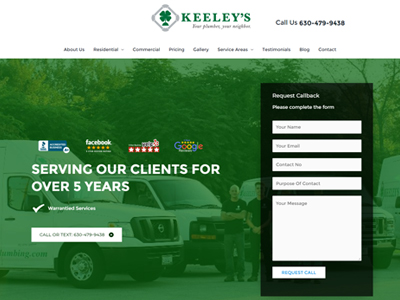 KEELEY'S
Your plumber, your neighbor.
Call Us 630-479-9438
About Us
Residential
Commercial
Pricing
Gallery
Service Areas
Testimonials
Blog
Contact
facebook
Google
SERVING OUR CLIENTS FOR
OVER 5 YEARS
Warrantied Services
CALL OR TEXT: 630-479-9438
Request Callback
Please complete the form
Your Name
Your Email
Contact No
Purpose Of Contact
Your Message
REQUEST CALL